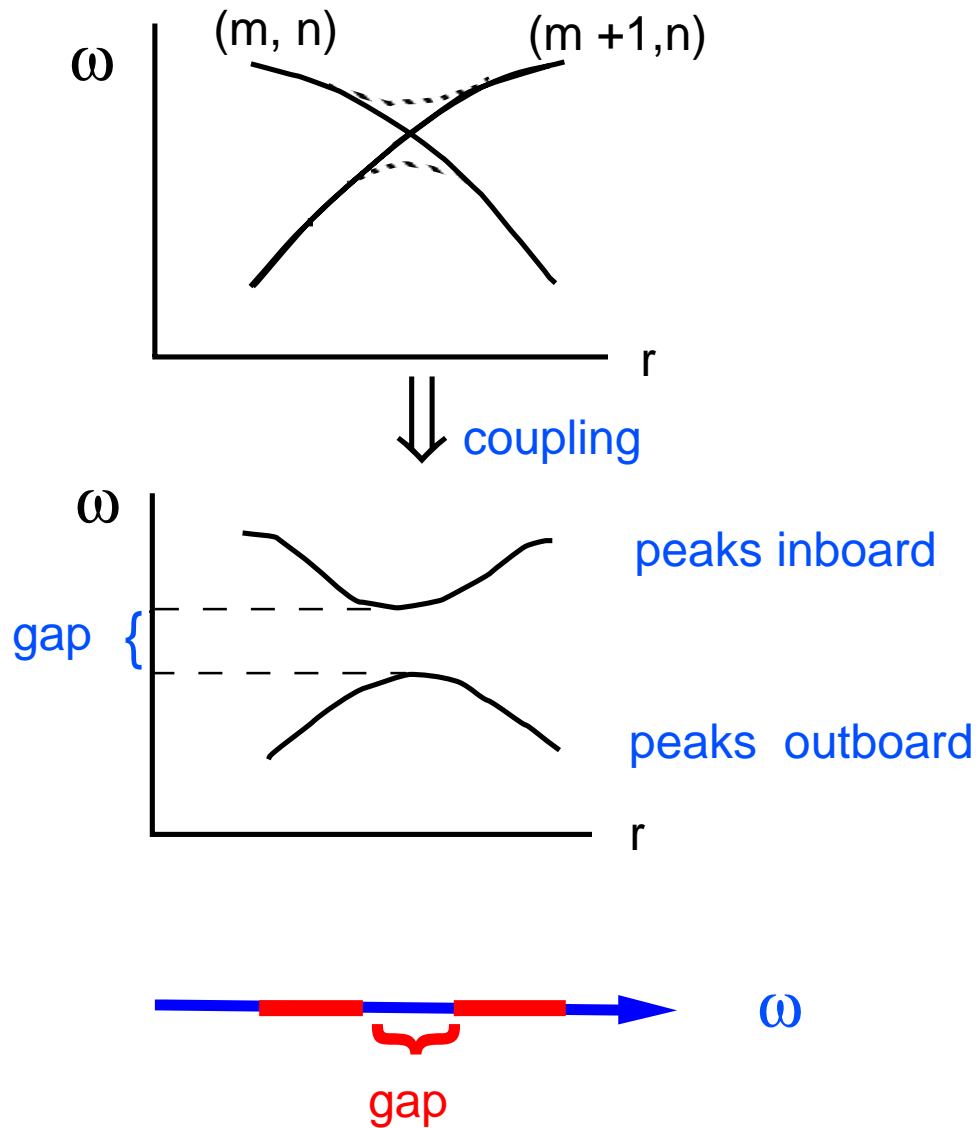 (m, n)
(m +1,n)
ω
r
coupling
ω
peaks inboard
gap {
peaks outboard
r
ω
gap